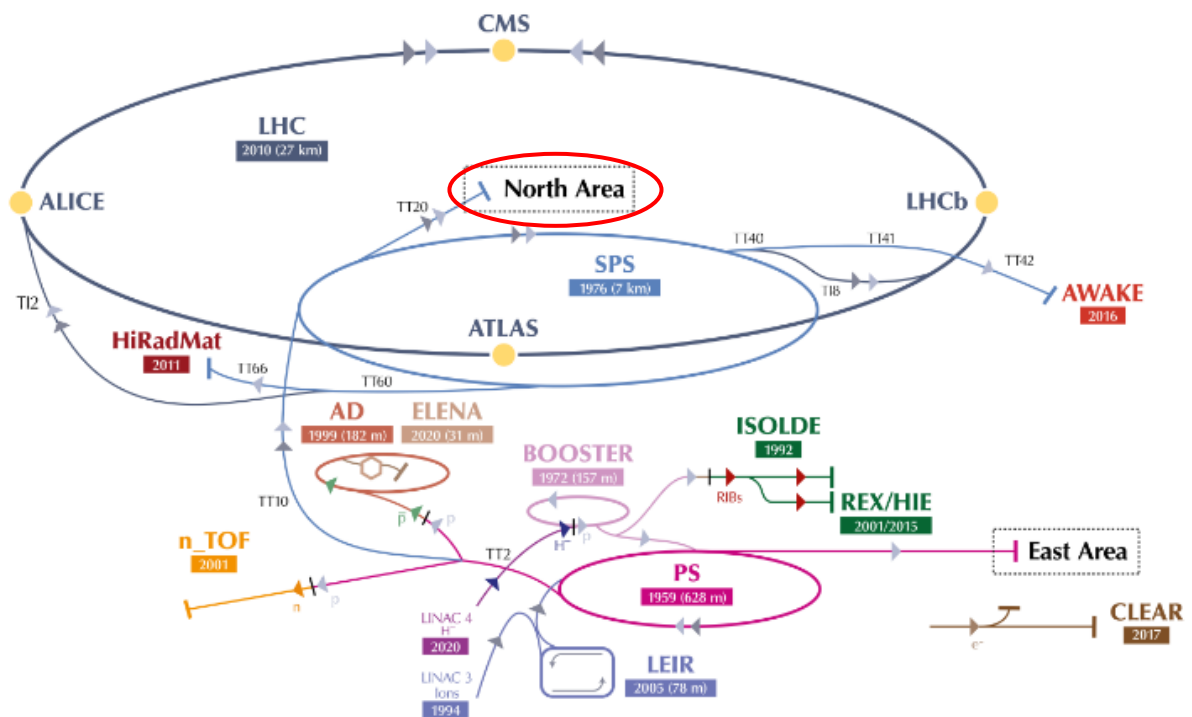 CMS
LHC
2010 (27 km)
North Area
ALICE
LHCb
TT20
TT40
TT41
TT42
SPS
1976 (7 km)
TI8
TI2
AWAKE
2016
ATLAS
HiRadMat
2011
TT66
TT60
AD
1999 (182 m)
ELENA
2020 (31 m)
ISOLDE
1992
BOOSTER
1972 (157 m)
RIBs
REX/HIE
2001/2015
TT10
p̅
p
H⁻
p
TT2
n_TOF
2001
East Area
n
p
PS
1959 (628 m)
LINAC 4
H⁻
2020
CLEAR
2017
e⁻
LINAC 3
Ions
1994
LEIR
2005 (78 m)